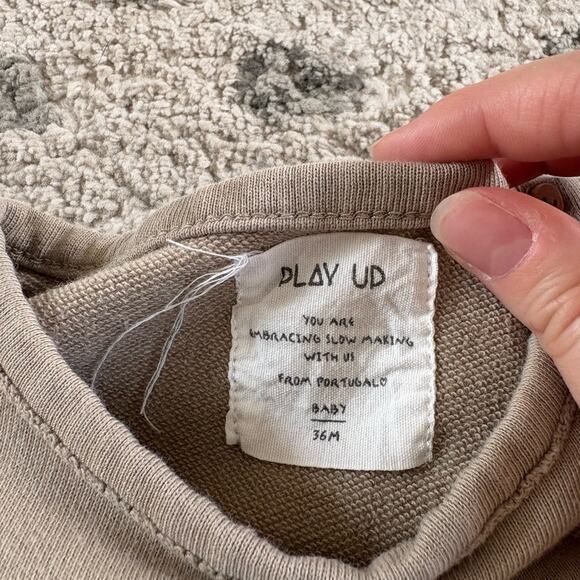 PLAY UP
YOU ARE
EMBRACING SLOW MAKING
WITH US
FROM PORTUGAL♡
BABY
36M